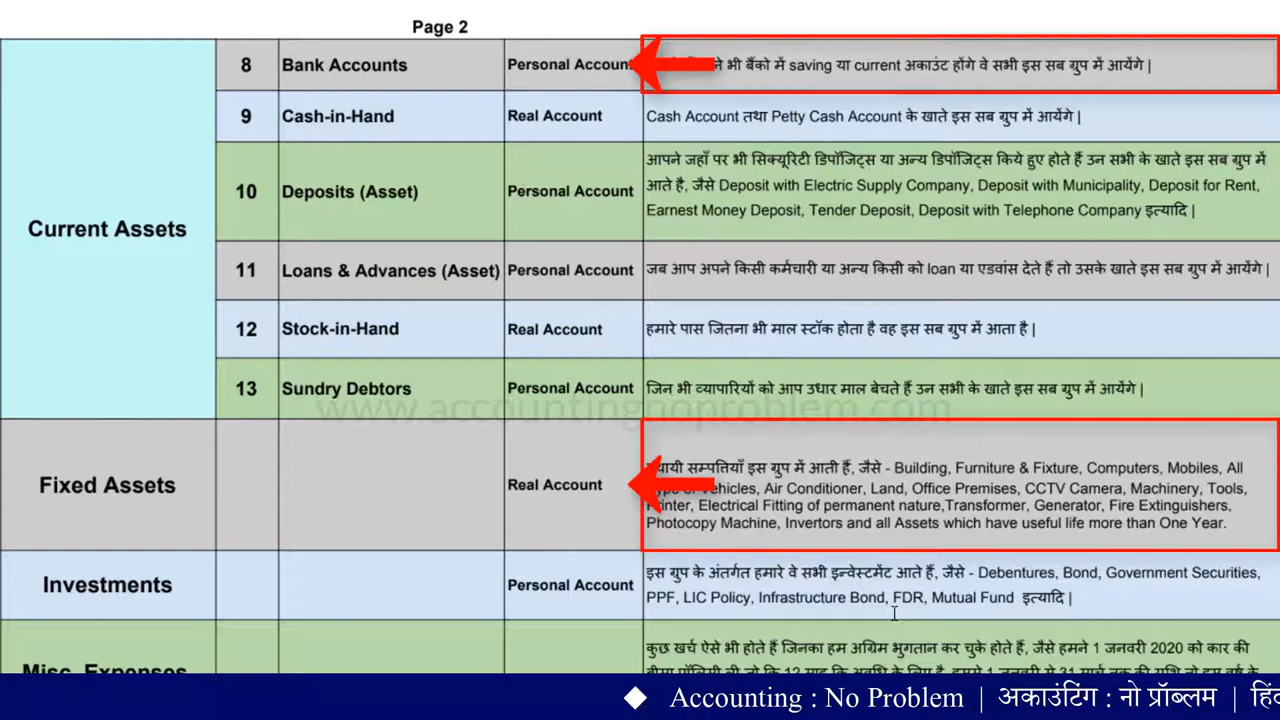 Page 2
Current Assets
8 Bank Accounts Personal Account भी बैंको में saving या current अकाउंट होंगे वे सभी इस सब ग्रुप में आयेंगे |
9 Cash-in-Hand Real Account Cash Account तथा Petty Cash Account के खाते इस सब ग्रुप में आयेंगे |
10 Deposits (Asset) Personal Account आपने जहाँ पर भी सिक्यूरिटी डिपॉजिट्स या अन्य डिपॉजिट्स किये हुए होते हैं उन सभी के खाते इस सब ग्रुप में
आते है, जैसे Deposit with Electric Supply Company, Deposit with Municipality, Deposit for Rent,
Earnest Money Deposit, Tender Deposit, Deposit with Telephone Company इत्यादि |
11 Loans & Advances (Asset) Personal Account जब आप अपने किसी कर्मचारी या अन्य किसी को loan या एडवांस देते हैं तो उसके खाते इस सब ग्रुप में आयेंगे |
12 Stock-in-Hand Real Account हमारे पास जितना भी माल स्टॉक होता है वह इस सब ग्रुप में आता है |
13 Sundry Debtors Personal Account जिन भी व्यापारियों को आप उधार माल बेचते हैं उन सभी के खाते इस सब ग्रुप में आयेंगे |
www.accountingnoproblem.com
Fixed Assets Real Account सम्पत्तियाँ इस ग्रुप में आती हैं, जैसे - Building, Furniture & Fixture, Computers, Mobiles, All
Vehicles, Air Conditioner, Land, Office Premises, CCTV Camera, Machinery, Tools,
Printer, Electrical Fitting of permanent nature,Transformer, Generator, Fire Extinguishers,
Photocopy Machine, Invertors and all Assets which have useful life more than One Year.
Investments Personal Account इस ग्रुप के अंतर्गत हमारे वे सभी इन्वेस्टमेंट आते हैं, जैसे - Debentures, Bond, Government Securities,
PPF, LIC Policy, Infrastructure Bond, FDR, Mutual Fund इत्यादि |
Misc. Expenses कुछ खर्च ऐसे भी होते हैं जिनका हम अग्रिम भुगतान कर चुके होते हैं, जैसे हमने 1 जनवरी 2020 को कार की
◆ Accounting : No Problem | अकाउंटिंग : नो प्रॉब्लम |